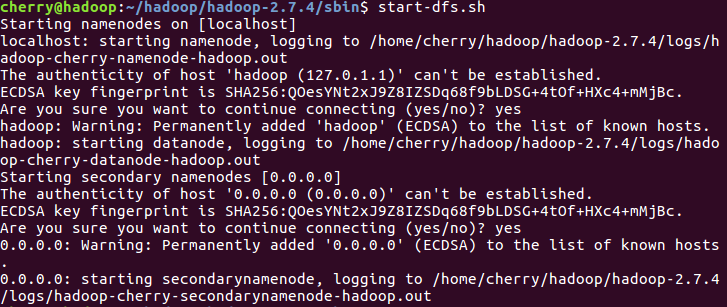 cherry@hadoop:~/hadoop/hadoop-2.7.4/sbin$ start-dfs.sh
Starting namenodes on [localhost]
localhost: starting namenode, logging to /home/cherry/hadoop/hadoop-2.7.4/logs/h
adoop-cherry-namenode-hadoop.out
The authenticity of host 'hadoop (127.0.1.1)' can't be established.
ECDSA key fingerprint is SHA256:QOesYNt2xJ9Z8IZSDq68f9bLDSG+4tOf+HXc4+mMjBc.
Are you sure you want to continue connecting (yes/no)? yes
hadoop: Warning: Permanently added 'hadoop' (ECDSA) to the list of known hosts.
hadoop: starting datanode, logging to /home/cherry/hadoop/hadoop-2.7.4/logs/hado
op-cherry-datanode-hadoop.out
Starting secondary namenodes [0.0.0.0]
The authenticity of host '0.0.0.0 (0.0.0.0)' can't be established.
ECDSA key fingerprint is SHA256:QOesYNt2xJ9Z8IZSDq68f9bLDSG+4tOf+HXc4+mMjBc.
Are you sure you want to continue connecting (yes/no)? yes
0.0.0.0: Warning: Permanently added '0.0.0.0' (ECDSA) to the list of known hosts
.
0.0.0.0: starting secondarynamenode, logging to /home/cherry/hadoop/hadoop-2.7.4
/logs/hadoop-cherry-secondarynamenode-hadoop.out